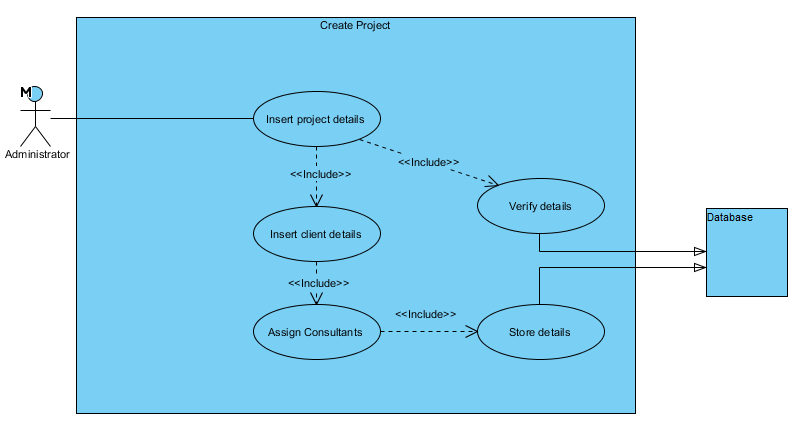 Create Project
M
Administrator
Insert project details
<<Include>>
<<Include>>
Verify details
Database
Insert client details
<<Include>>
<<Include>>
Assign Consultants
Store details